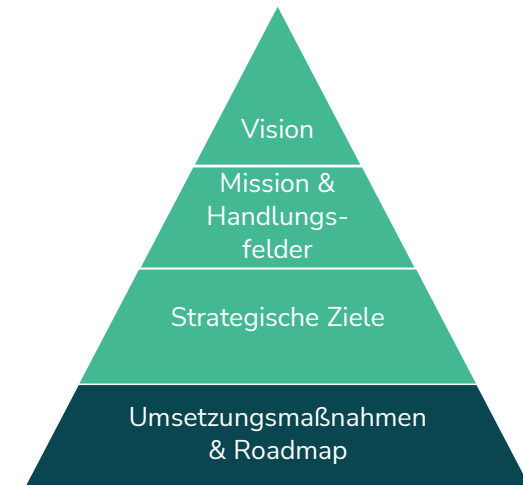 Vision
Mission &
Handlungs-
felder
Strategische Ziele
Umsetzungsmaßnahmen
& Roadmap